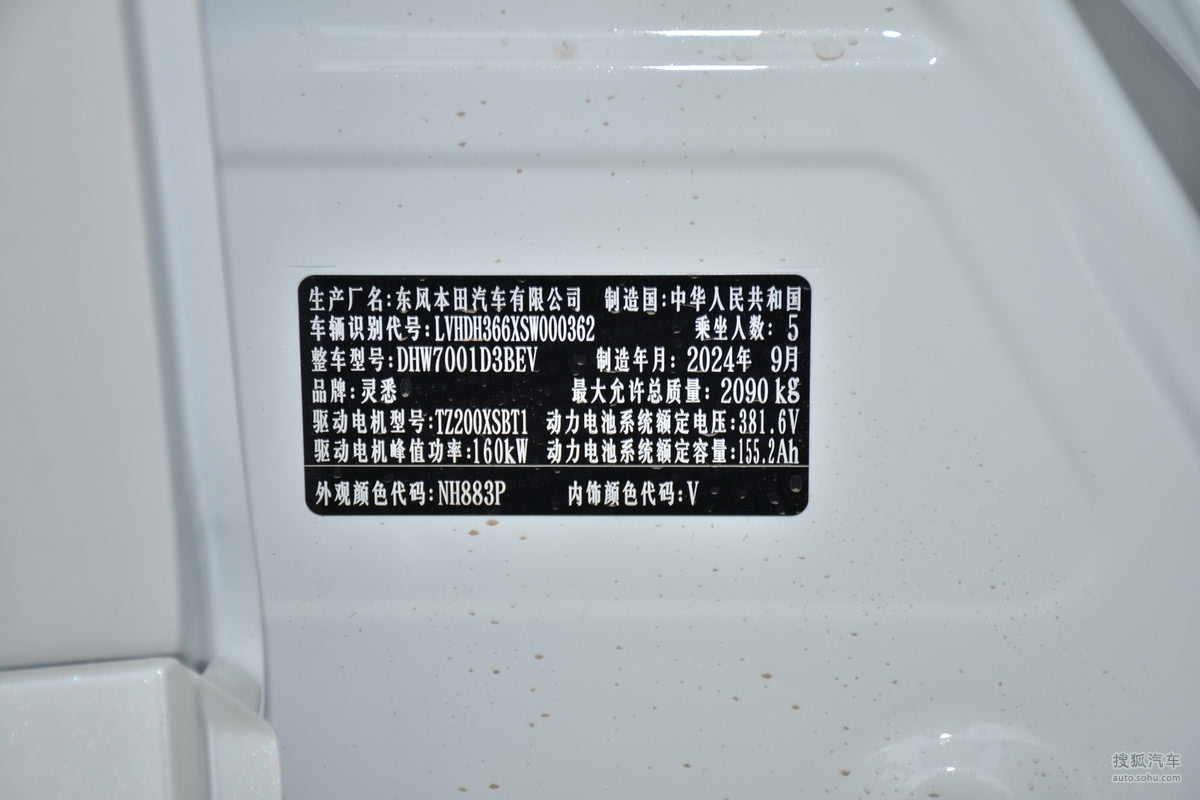 生产厂名:东风本田汽车有限公司 制造国:中华人民共和国
车辆识别代号:LVHDH366XSW000362 乘坐人数: 5
整车型号:DHW7001D3BEV 制造年月: 2024年 9月
品牌:灵悉 最大允许总质量: 2090 kg
驱动电机型号:TZ200XSBT1 动力电池系统额定电压:381.6V
驱动电机峰值功率:160kW 动力电池系统额定容量:155.2Ah
外观颜色代码:NH883P 内饰颜色代码:V
搜狐汽车
auto.sohu.com